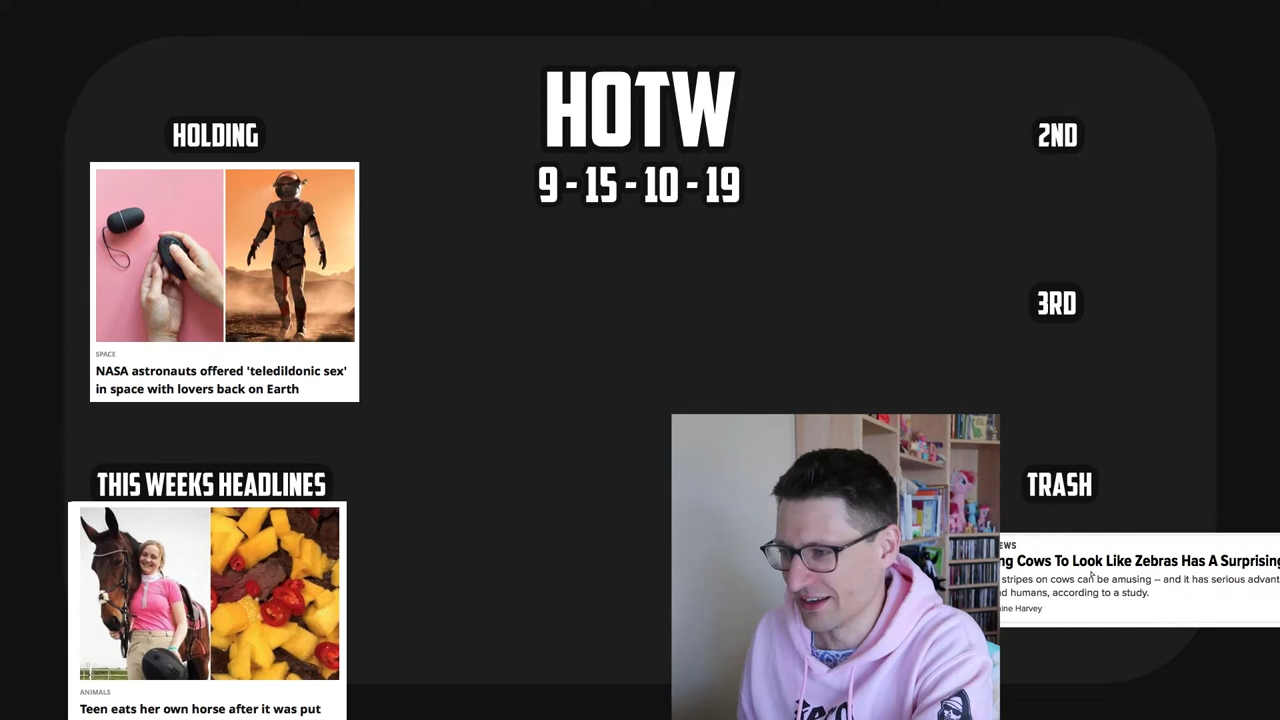 HOTW
9 - 15 - 10 - 19
HOLDING
SPACE
NASA astronauts offered 'teledildonic sex'
in space with lovers back on Earth
THIS WEEKS HEADLINES
ANIMALS
Teen eats her own horse after it was put
2ND
3RD
TRASH
EWS
ng Cows To Look Like Zebras Has A Surprising
stripes on cows can be amusing -- and it has serious advant
d humans, according to a study.
ine Harvey